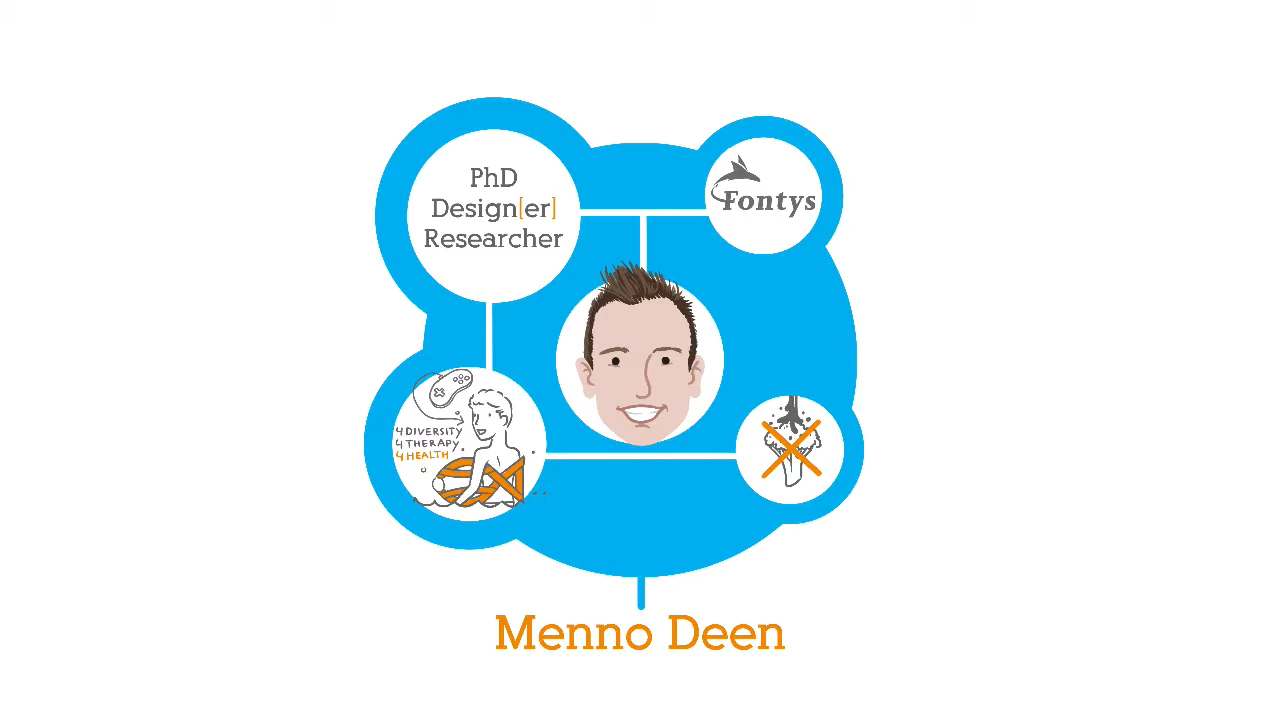 PhD
Design[er]
Researcher
Fontys
4 DIVERSITY
4 THERAPY
4 HEALTH
Menno Deen